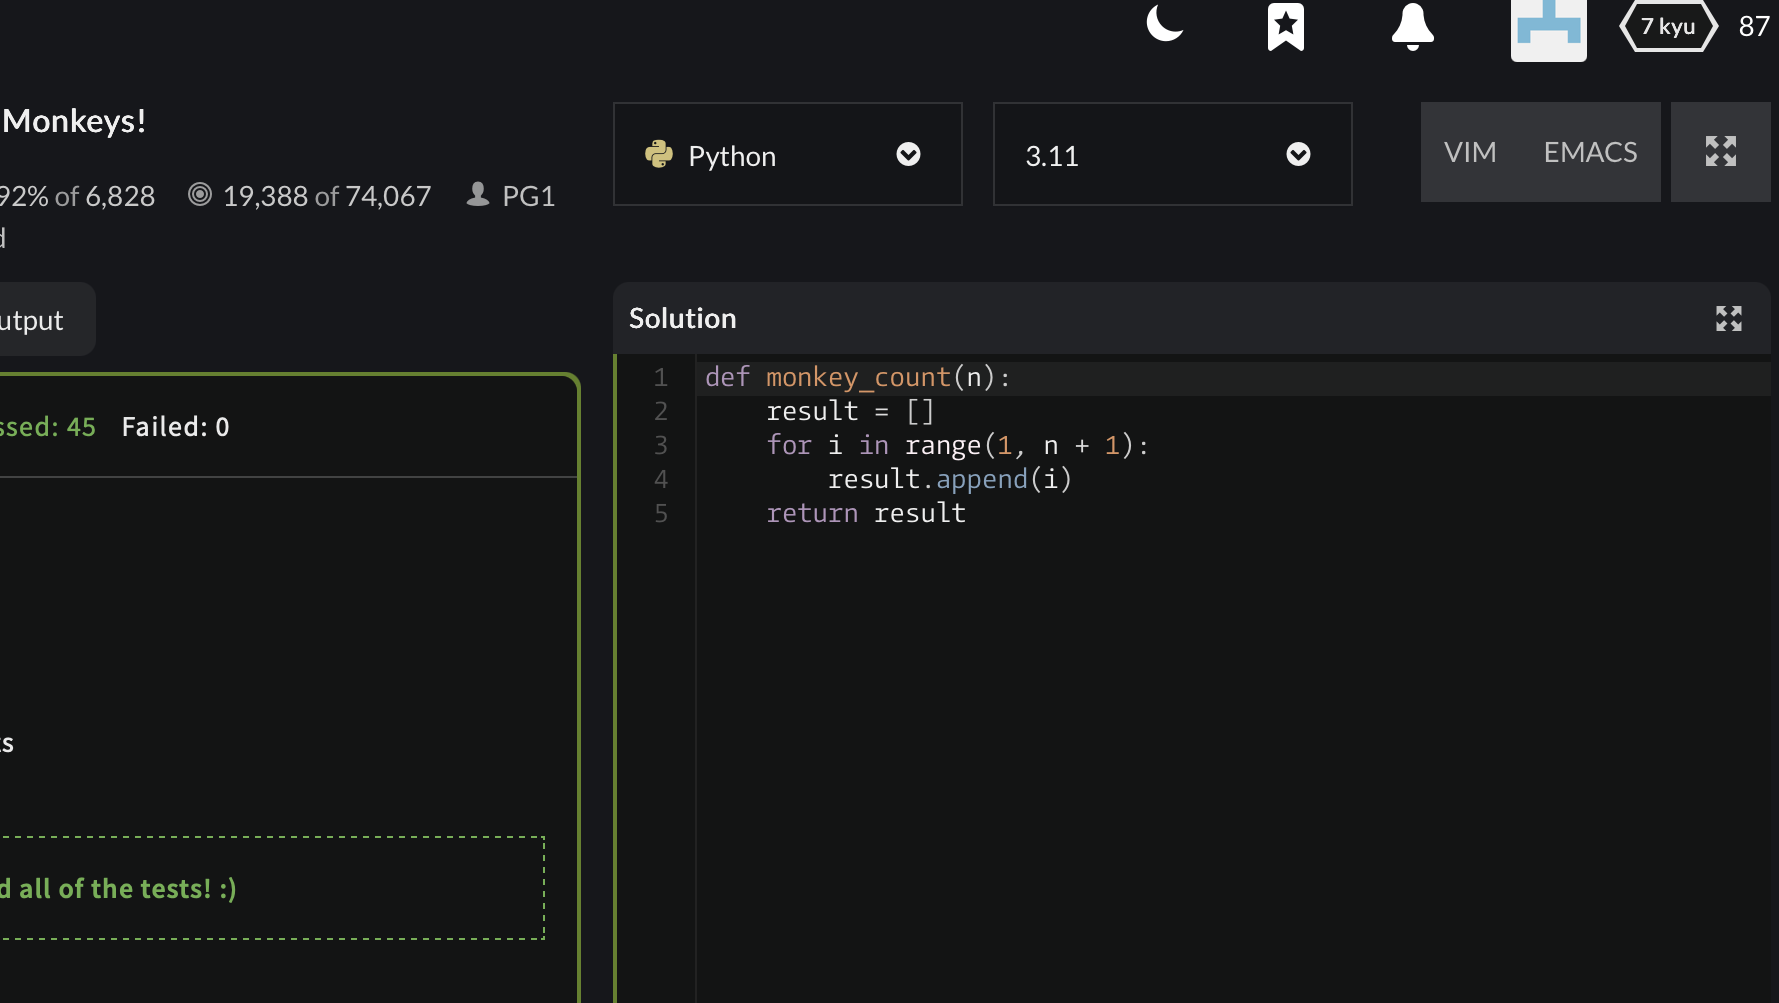 7 kyu 87
Monkeys!
Python
3.11
VIM EMACS
92% of 6,828 19,388 of 74,067 PG1
d
utput
ssed: 45 Failed: 0
ts
d all of the tests! :)
Solution
1 def monkey_count(n):
2     result = []
3     for i in range(1, n + 1):
4         result.append(i)
5     return result